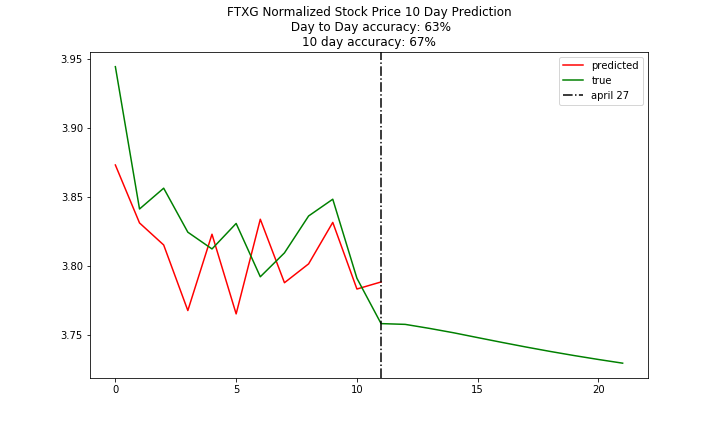 FTXG Normalized Stock Price 10 Day Prediction
Day to Day accuracy: 63%
10 day accuracy: 67%
predicted
true
april 27
3.95
3.90
3.85
3.80
3.75
0
5
10
15
20